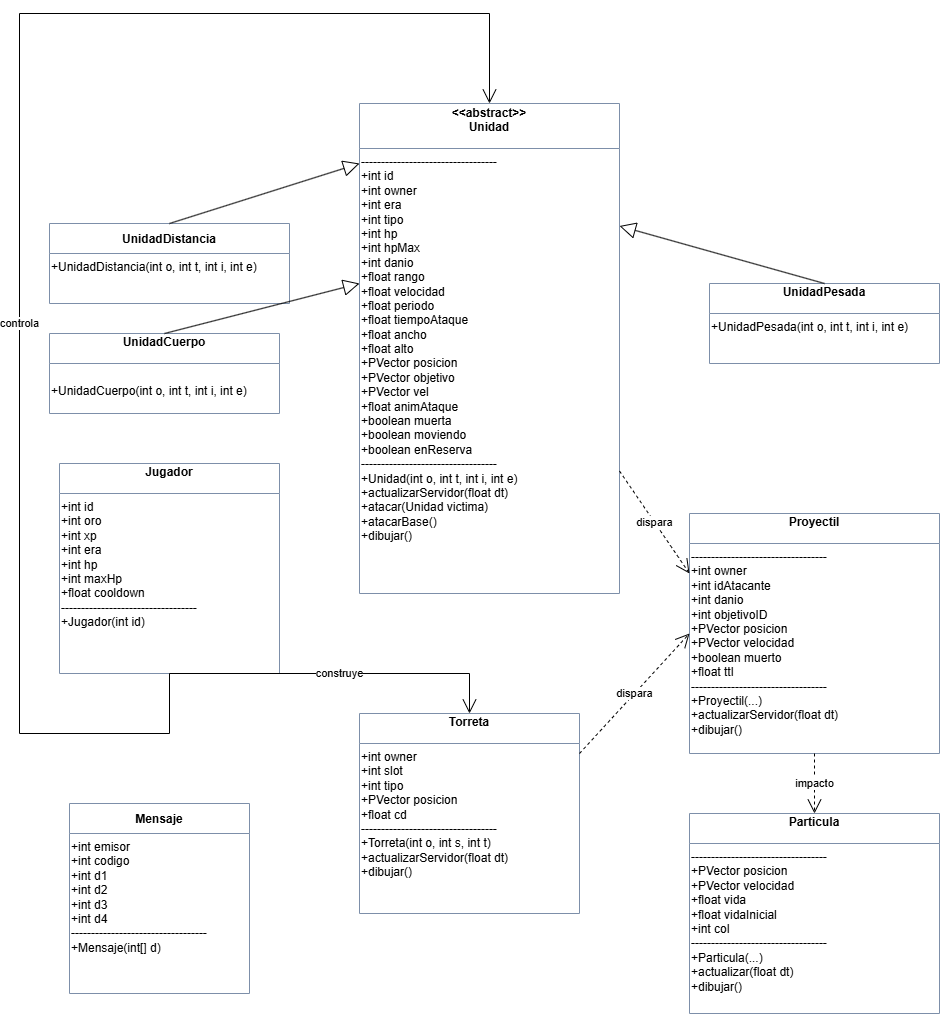 <<abstract>>
Unidad
----------------------------------
+int id
+int owner
+int era
+int tipo
+int hp
+int hpMax
+int danio
+float rango
+float velocidad
+float periodo
+float tiempoAtaque
+float ancho
+float alto
+PVector posicion
+PVector objetivo
+PVector vel
+float animAtaque
+boolean muerta
+boolean moviendo
+boolean enReserva
----------------------------------
+Unidad(int o, int t, int i, int e)
+actualizarServidor(float dt)
+atacar(Unidad victima)
+atacarBase()
+dibujar()
UnidadDistancia
+UnidadDistancia(int o, int t, int i, int e)
UnidadPesada
+UnidadPesada(int o, int t, int i, int e)
controla
UnidadCuerpo
+UnidadCuerpo(int o, int t, int i, int e)
Jugador
+int id
+int oro
+int xp
+int era
+int hp
+int maxHp
+float cooldown
----------------------------------
+Jugador(int id)
dispara
Proyectil
----------------------------------
+int owner
+int idAtacante
+int danio
+int objetivoID
+PVector posicion
+PVector velocidad
+boolean muerto
+float ttl
----------------------------------
+Proyectil(...)
+actualizarServidor(float dt)
+dibujar()
construye
dispara
Torreta
+int owner
+int slot
+int tipo
+PVector posicion
+float cd
----------------------------------
+Torreta(int o, int s, int t)
+actualizarServidor(float dt)
+dibujar()
impacto
Mensaje
+int emisor
+int codigo
+int d1
+int d2
+int d3
+int d4
----------------------------------
+Mensaje(int[] d)
Particula
----------------------------------
+PVector posicion
+PVector velocidad
+float vida
+float vidaInicial
+int col
----------------------------------
+Particula(...)
+actualizar(float dt)
+dibujar()